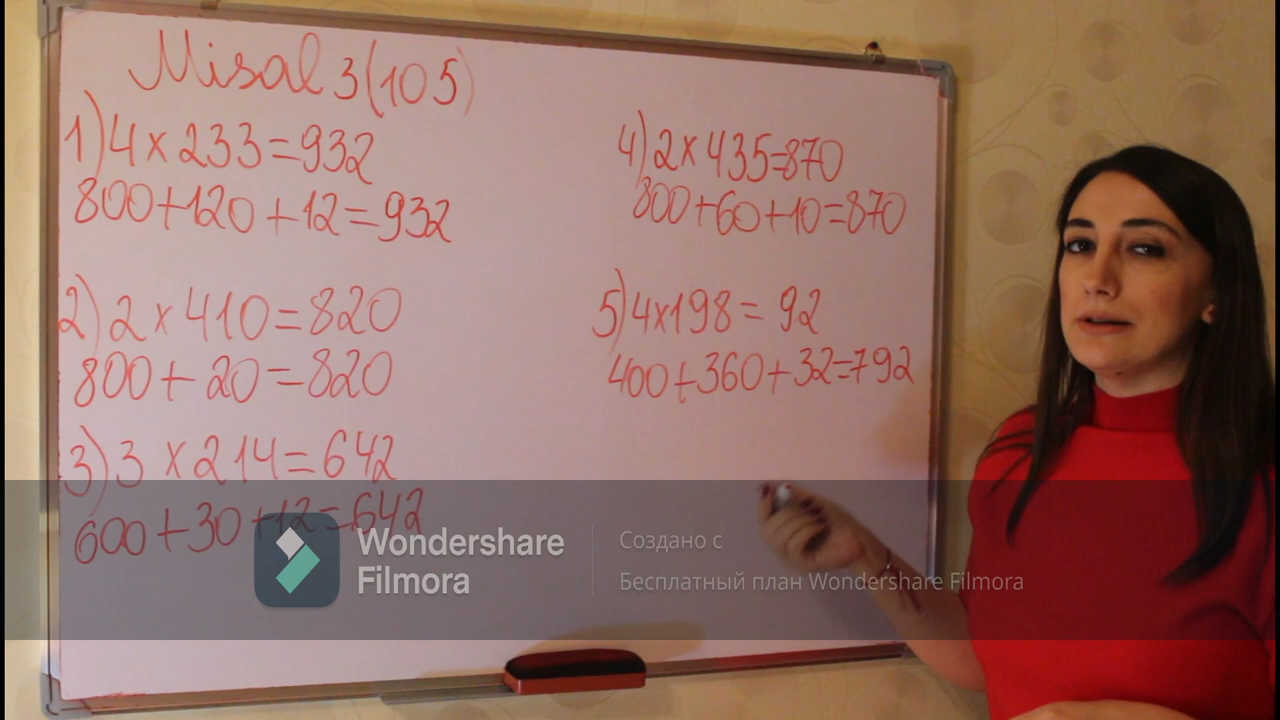 Misal 3(105)
1) 4 x 233 = 932
800 + 120 + 12 = 932
2) 2 x 410 = 820
800 + 20 = 820
3) 3 x 214 = 642
600 + 30 + 12 = 642
4) 2 x 435 = 870
800 + 60 + 10 = 870
5) 4 x 198 = 92
400 + 360 + 32 = 792
Wondershare
Filmora
Создано с
Бесплатный план Wondershare Filmora